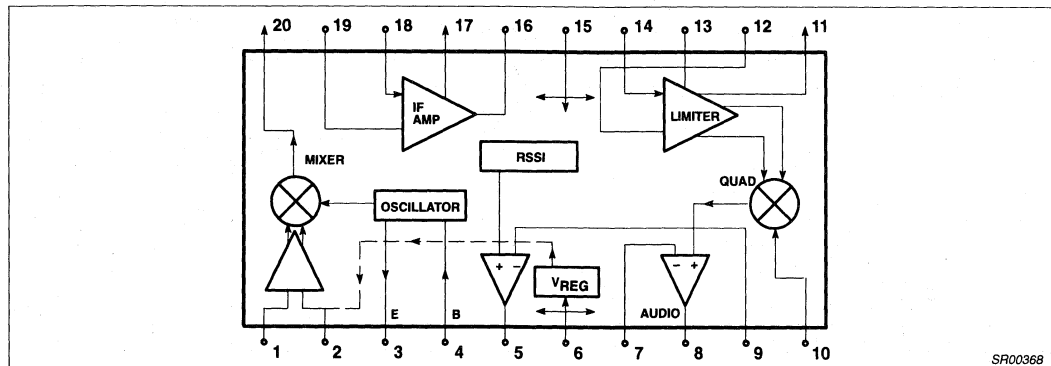 20 19 18 17 16 15 14 13 12 11
IF
AMP
LIMITER
RSSI
MIXER
QUAD
OSCILLATOR
+ −
− +
VREG
E B AUDIO
1 2 3 4 5 6 7 8 9 10
SR00368